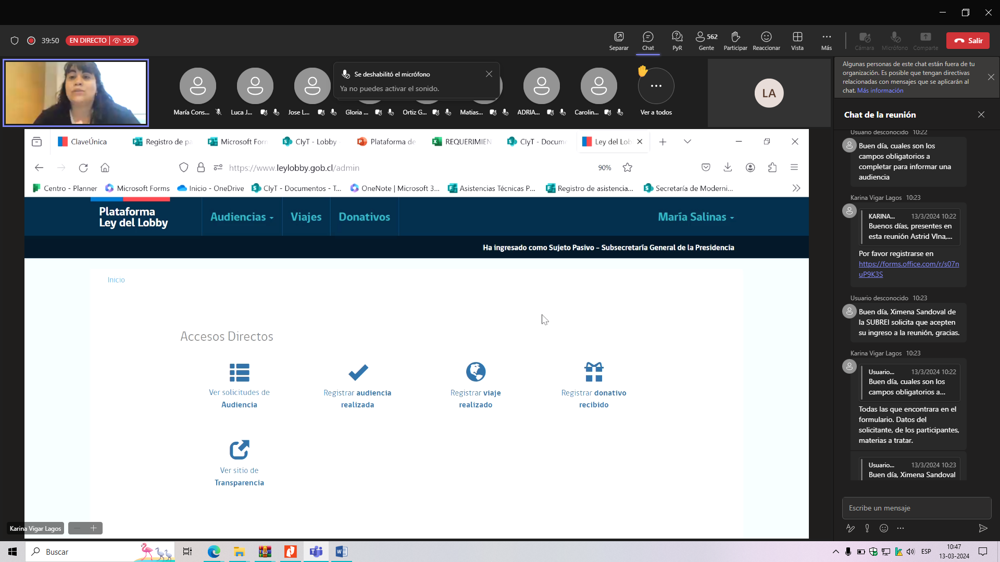 39:50
EN DIRECTO
559
Separar
Chat
PyR
562
Gente
Participar
Reaccionar
Vista
Más
Cámara
Micrófono
Comparte
Salir
Se deshabilitó el micrófono
Ya no puedes activar el sonido.
María Cons...
Luca J...
Jose L...
Gloria ...
Ortiz G...
Matias...
ADRIA...
Carolin...
Ver a todos
LA
Algunas personas de este chat están fuera de tu
organización. Es posible que tengan directivas
relacionadas con mensajes que se aplicarán al
chat. Más información
Chat de la reunión
Usuario desconocido 10:22
Buen día, cuales son los
campos obligatorios a
completar para informar una
audiencia
Karina Vigar Lagos 10:23
KARINA... 13/3/2024 10:22
Buenos días, presentes en
esta reunión Astrid VIna,...
Por favor registrarse en
https://forms.office.com/r/s07n
uP9K3S
Usuario desconocido 10:23
Buen día, Ximena Sandoval de
la SUBREI solicita que acepten
su ingreso a la reunión, gracias.
Karina Vigar Lagos 10:23
Usuario... 13/3/2024 10:22
Buen día, cuales son los
campos obligatorios a...
Todas las que encontrara en el
formulario. Datos del
solicitante, de los participantes,
materias a tratar.
Usuario... 13/3/2024 10:23
Buen día, Ximena Sandoval
Escribe un mensaje
ClaveÚnica
Registro de pa
Microsoft Forn
CIyT - Lobby
Plataforma de
REQUERIMIEN
CIyT - Docum
Ley del Lob
https://www.leylobby.gob.cl/admin
90%
Centro - Planner
Microsoft Forms
Inicio - OneDrive
CIyT - Documentos - T...
OneNote | Microsoft 3...
Asistencias Técnicas P...
Registro de asistencia...
Secretaría de Moderni...
Plataforma
Ley del Lobby
Audiencias
Viajes
Donativos
María Salinas
Ha ingresado como Sujeto Pasivo – Subsecretaría General de la Presidencia
Inicio
Accesos Directos
Ver solicitudes de
Audiencia
Registrar audiencia
realizada
Registrar viaje
realizado
Registrar donativo
recibido
Ver sitio de
Transparencia
Karina Vigar Lagos
Buscar
ESP
10:47
13-03-2024